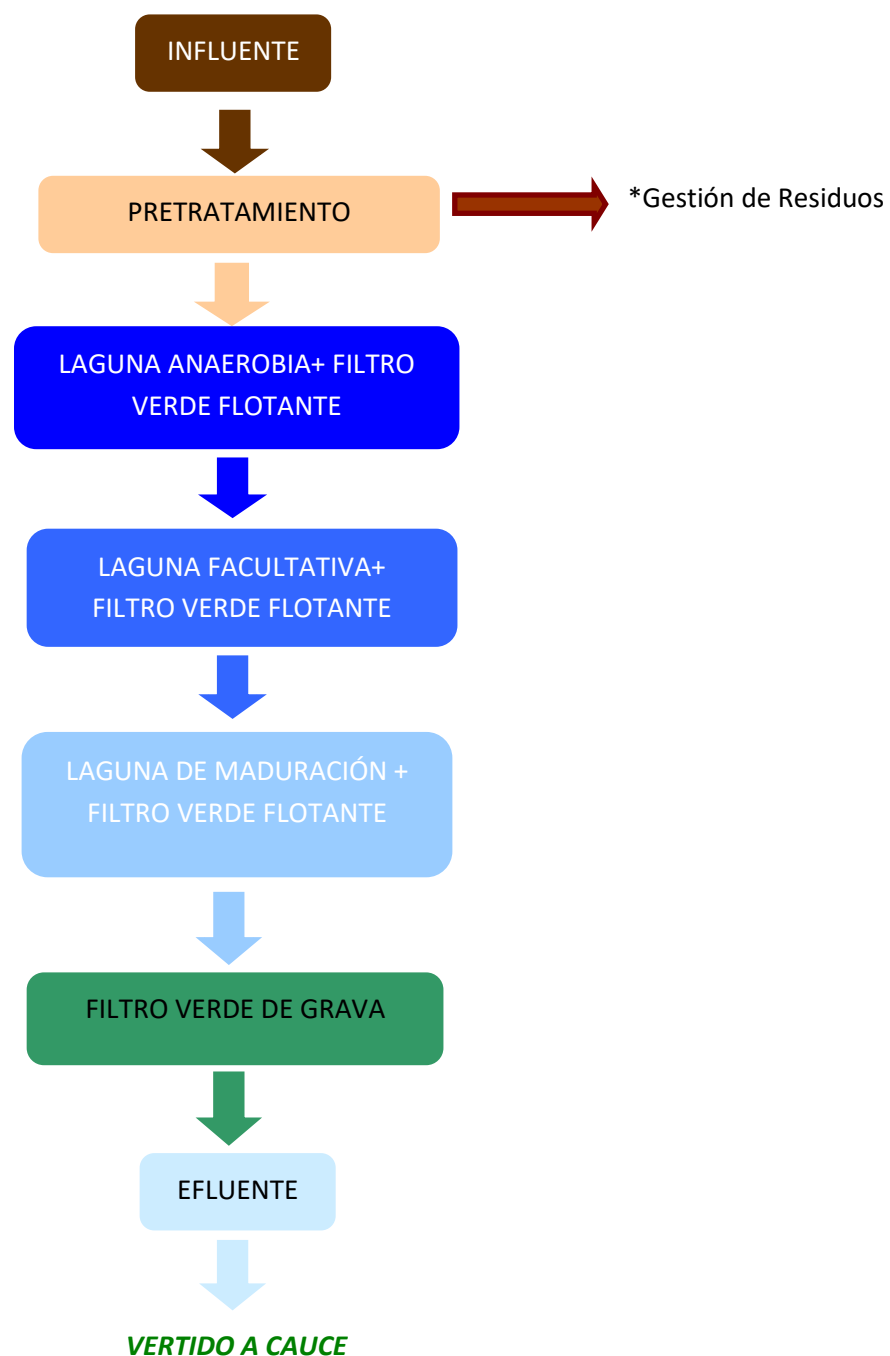 INFLUENTE
PRETRATAMIENTO
*Gestión de Residuos
LAGUNA ANAEROBIA+ FILTRO
VERDE FLOTANTE
LAGUNA FACULTATIVA+
FILTRO VERDE FLOTANTE
LAGUNA DE MADURACIÓN +
FILTRO VERDE FLOTANTE
FILTRO VERDE DE GRAVA
EFLUENTE
VERTIDO A CAUCE